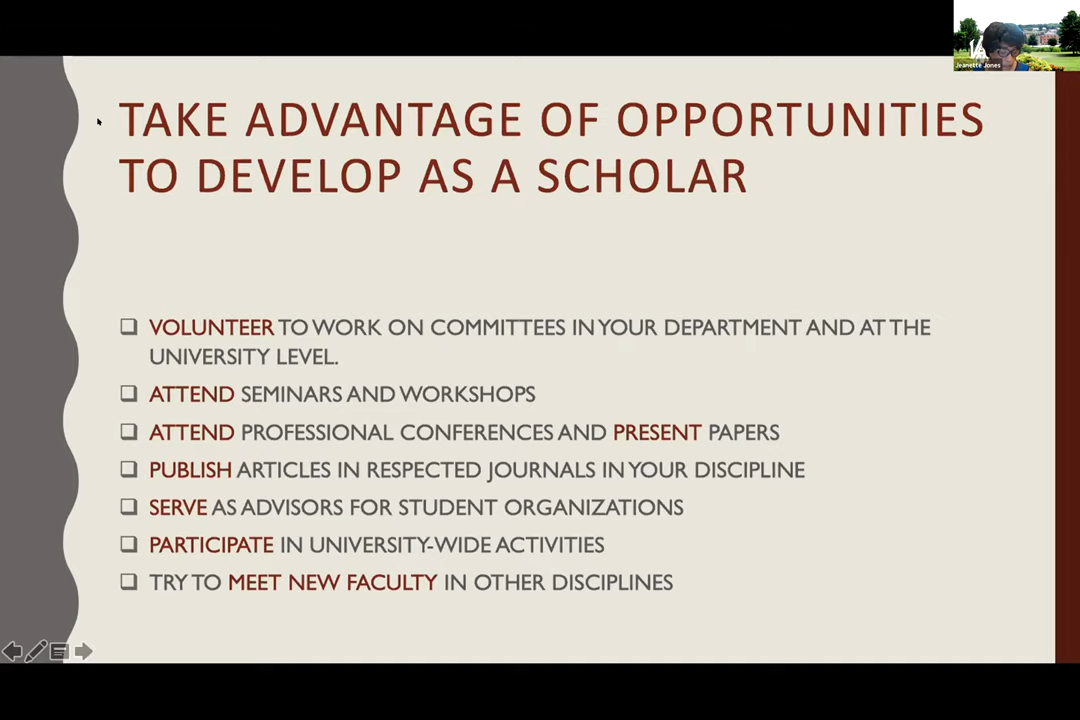 Jeanette Jones
TAKE ADVANTAGE OF OPPORTUNITIES
TO DEVELOP AS A SCHOLAR
VOLUNTEER TO WORK ON COMMITTEES IN YOUR DEPARTMENT AND AT THE
UNIVERSITY LEVEL.
ATTEND SEMINARS AND WORKSHOPS
ATTEND PROFESSIONAL CONFERENCES AND PRESENT PAPERS
PUBLISH ARTICLES IN RESPECTED JOURNALS IN YOUR DISCIPLINE
SERVE AS ADVISORS FOR STUDENT ORGANIZATIONS
PARTICIPATE IN UNIVERSITY-WIDE ACTIVITIES
TRY TO MEET NEW FACULTY IN OTHER DISCIPLINES